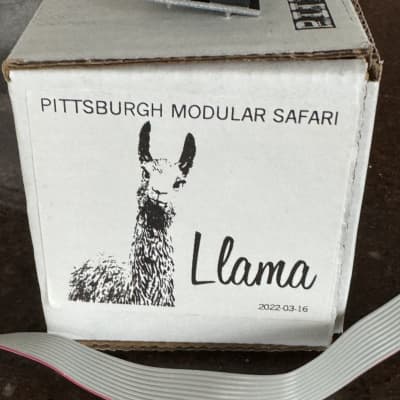 PITTSBURGH MODULAR SAFARI
Llama
2022-03-16